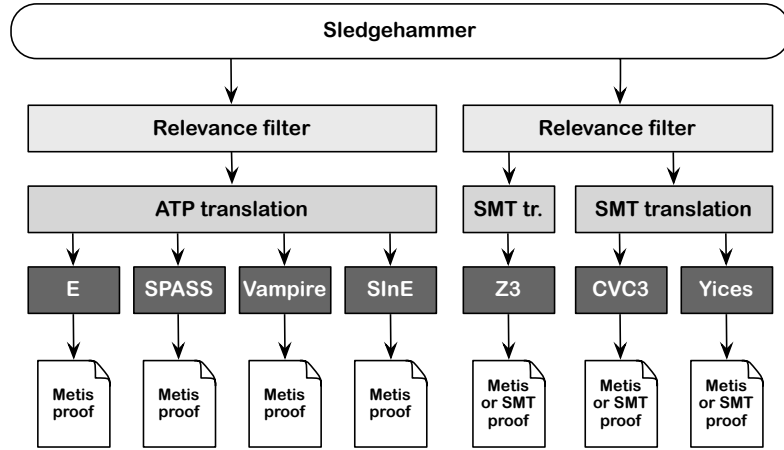 Sledgehammer
Relevance filter
Relevance filter
ATP translation
SMT tr.
SMT translation
E
SPASS
Vampire
SInE
Z3
CVC3
Yices
Metis
proof
Metis
proof
Metis
proof
Metis
proof
Metis
or SMT
proof
Metis
or SMT
proof
Metis
or SMT
proof